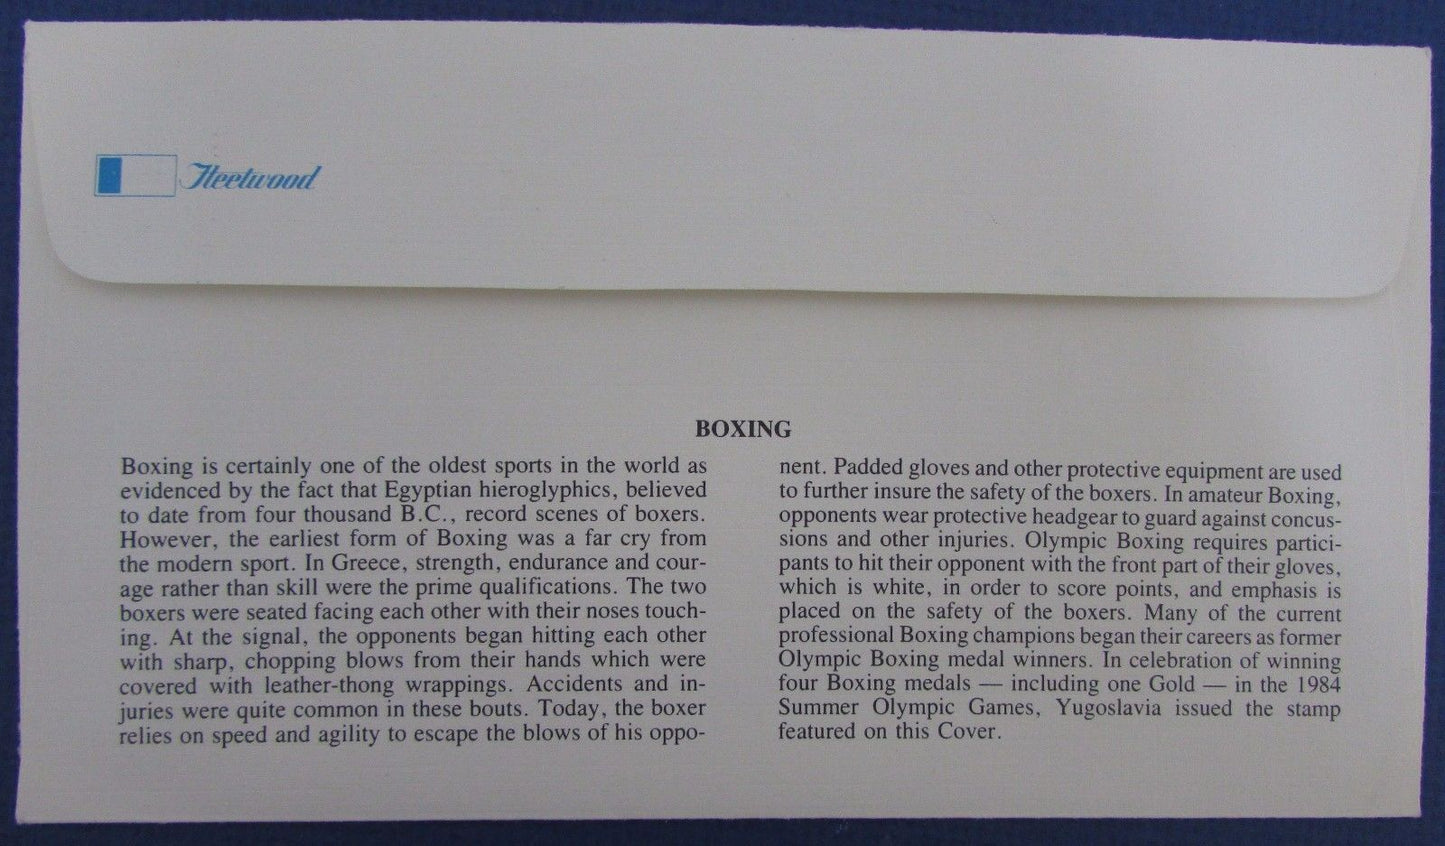 Fleetwood
BOXING
Boxing is certainly one of the oldest sports in the world as
evidenced by the fact that Egyptian hieroglyphics, believed
to date from four thousand B.C., record scenes of boxers.
However, the earliest form of Boxing was a far cry from
the modern sport. In Greece, strength, endurance and cour-
age rather than skill were the prime qualifications. The two
boxers were seated facing each other with their noses touch-
ing. At the signal, the opponents began hitting each other
with sharp, chopping blows from their hands which were
covered with leather-thong wrappings. Accidents and in-
juries were quite common in these bouts. Today, the boxer
relies on speed and agility to escape the blows of his oppo-
nent. Padded gloves and other protective equipment are used
to further insure the safety of the boxers. In amateur Boxing,
opponents wear protective headgear to guard against concus-
sions and other injuries. Olympic Boxing requires partici-
pants to hit their opponent with the front part of their gloves,
which is white, in order to score points, and emphasis is
placed on the safety of the boxers. Many of the current
professional Boxing champions began their careers as former
Olympic Boxing medal winners. In celebration of winning
four Boxing medals — including one Gold — in the 1984
Summer Olympic Games, Yugoslavia issued the stamp
featured on this Cover.